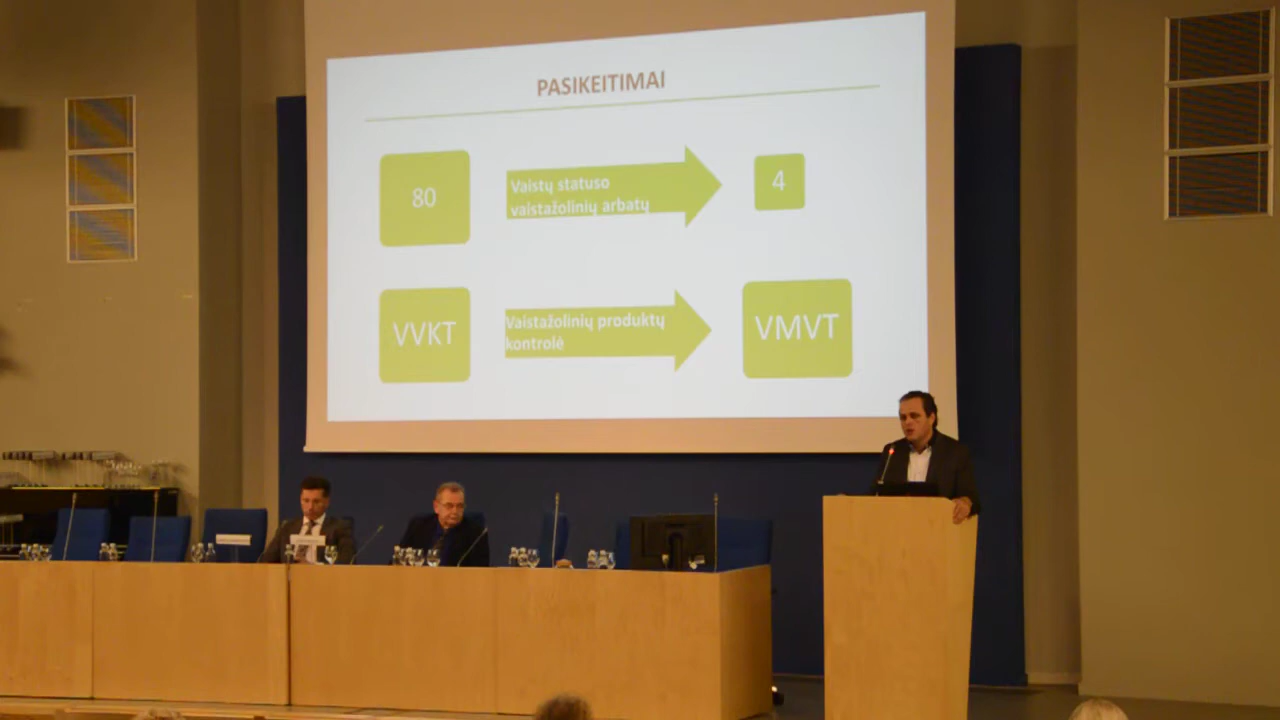 PASIKEITIMAI
80
Vaistų statuso
vaistažolinių arbatų
4
VVKT
Vaistažolinių produktų
kontrolė
VMVT